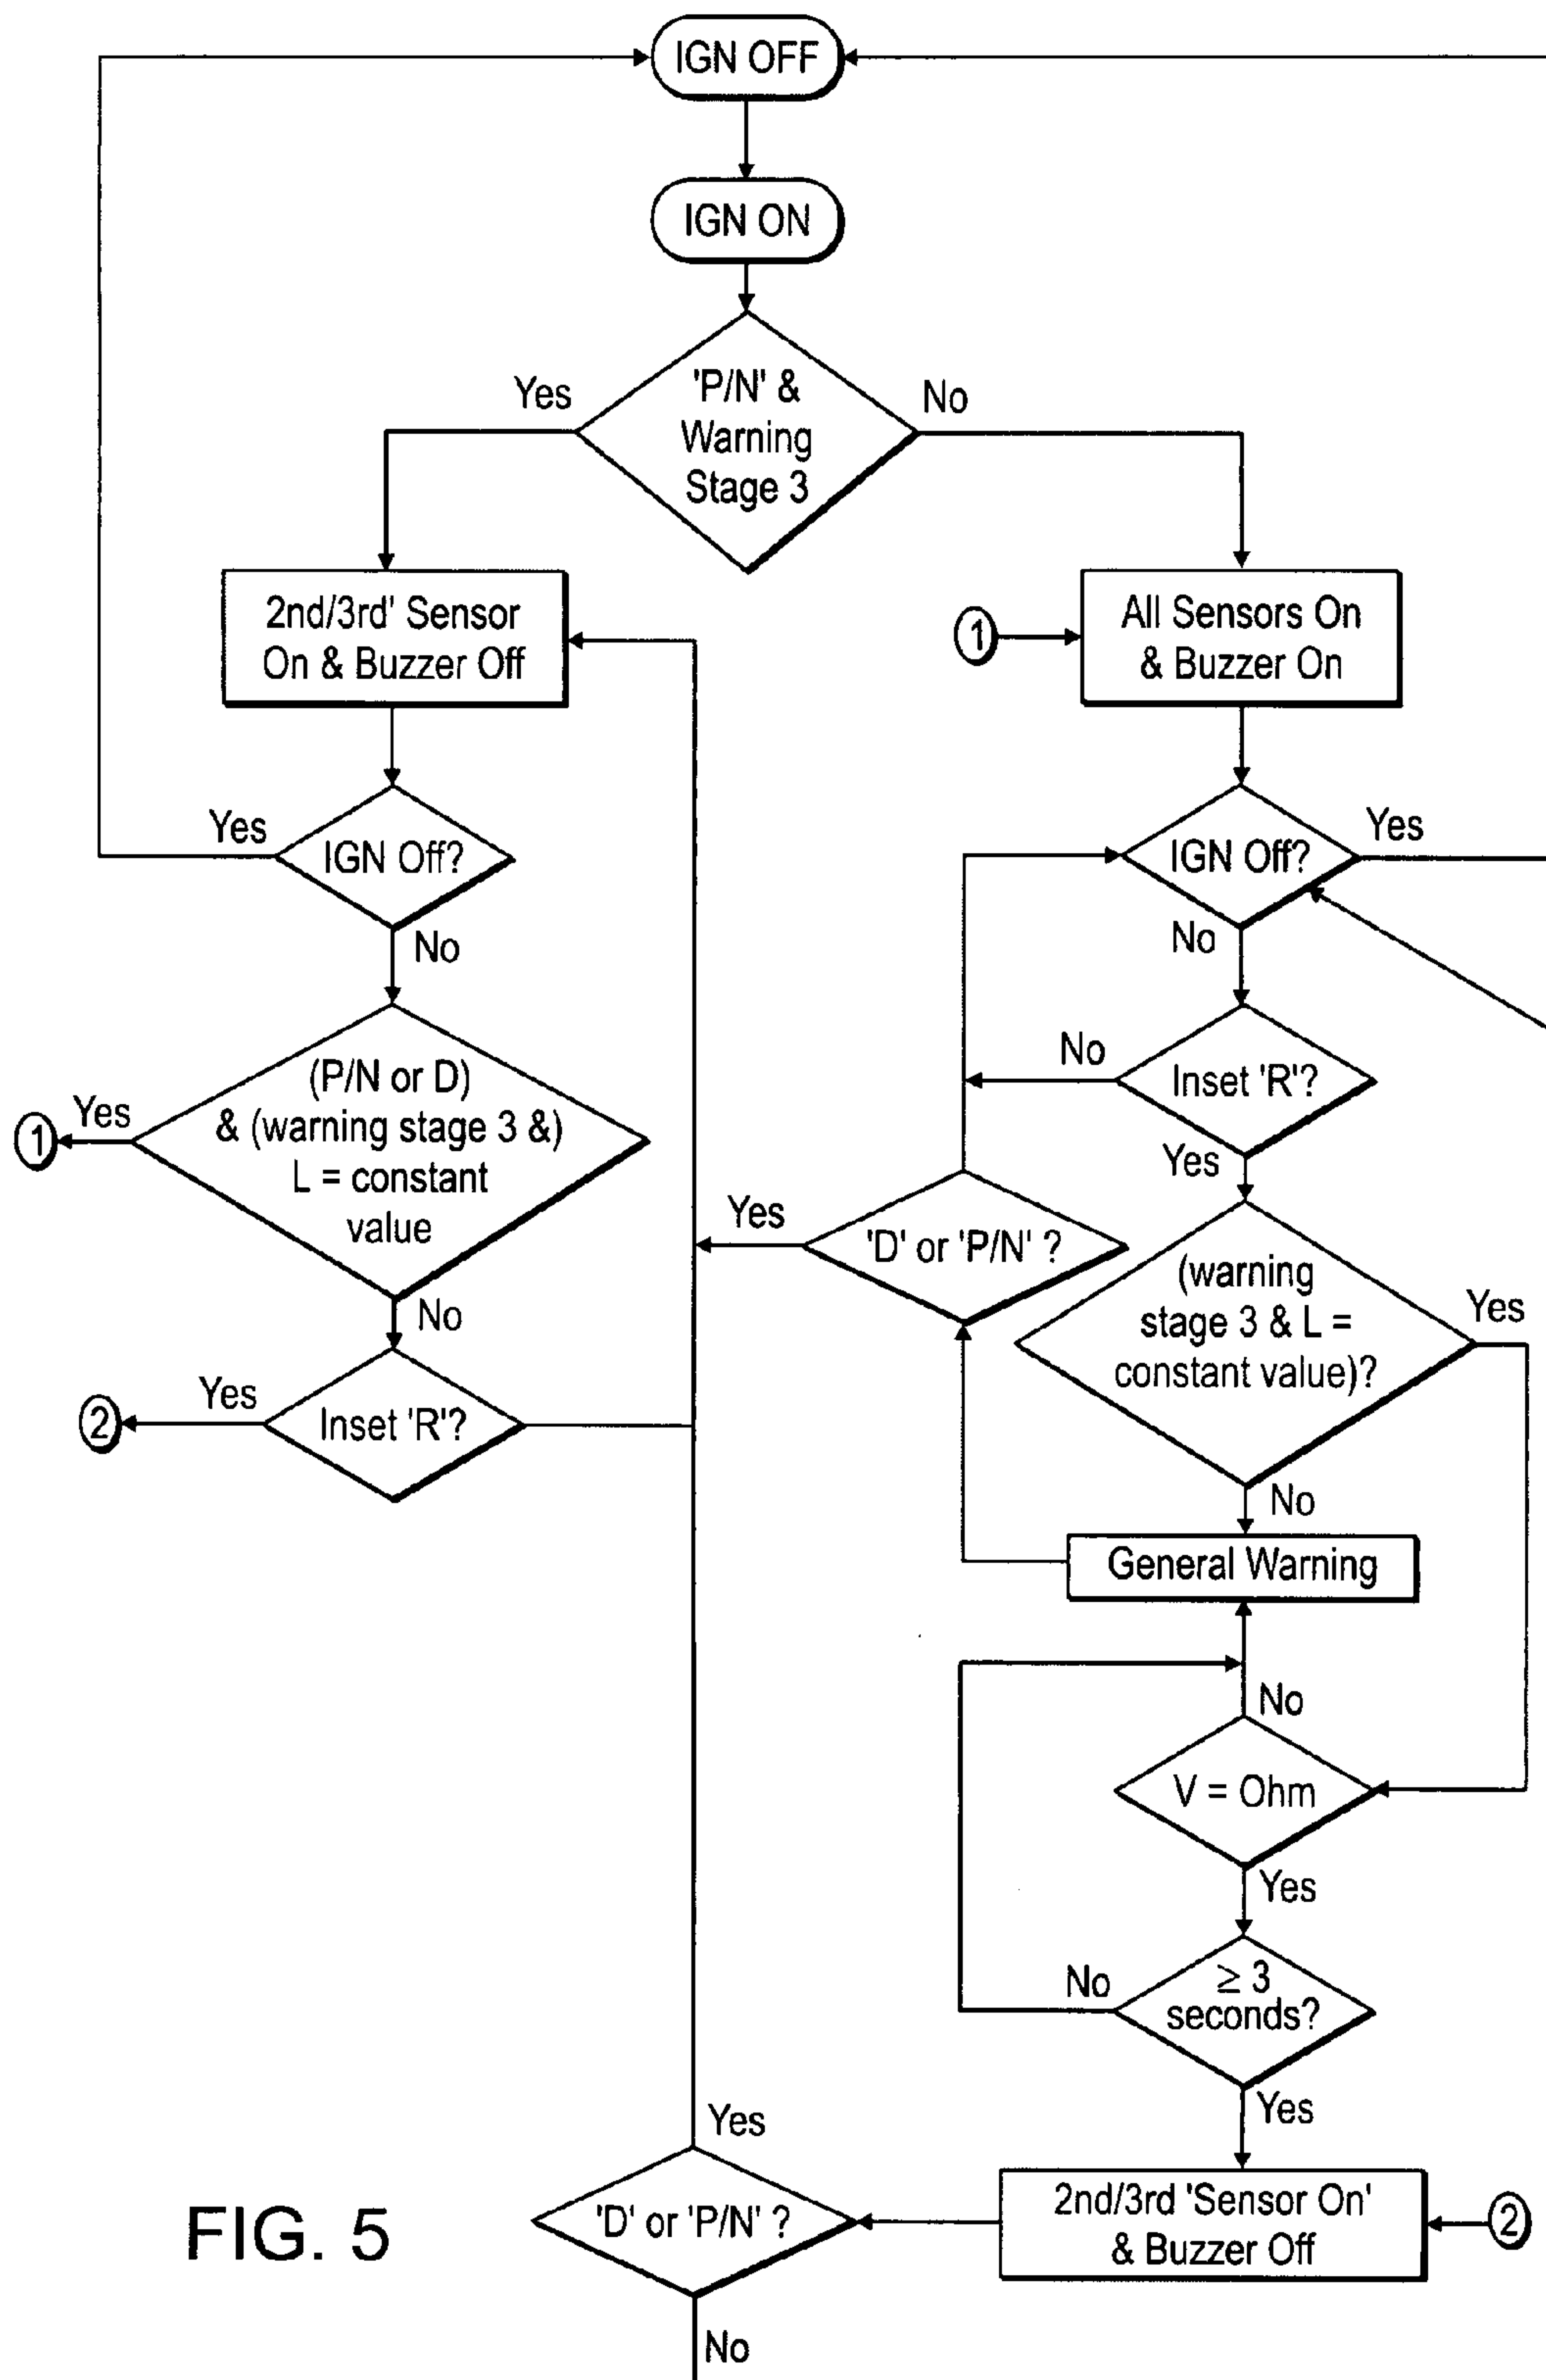 IGN OFF
IGN ON
'P/N' &
Warning
Stage 3
Yes
No
2nd/3rd' Sensor
On & Buzzer Off
1
All Sensors On
& Buzzer On
Yes
IGN Off?
No
IGN Off?
Yes
No
(P/N or D)
& (warning stage 3 &)
L = constant
value
Yes
1
No
Inset 'R'?
No
Yes
Yes
'D' or 'P/N' ?
(warning
stage 3 & L =
constant value)?
Yes
No
Yes
2
Inset 'R'?
No
General Warning
No
V = Ohm
Yes
No
≥ 3
seconds?
Yes
Yes
'D' or 'P/N' ?
2nd/3rd 'Sensor On'
& Buzzer Off
2
No
FIG. 5